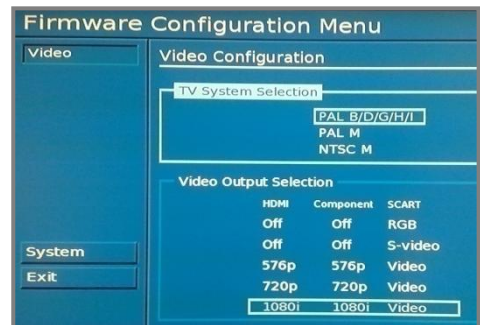 Firmware Configuration Menu
Video
Video Configuration
TV System Selection
PAL B/D/G/H/I
PAL M
NTSC M
Video Output Selection
HDMI Component SCART
Off Off RGB
Off Off S-video
576p 576p Video
720p 720p Video
1080i 1080i Video
System
Exit